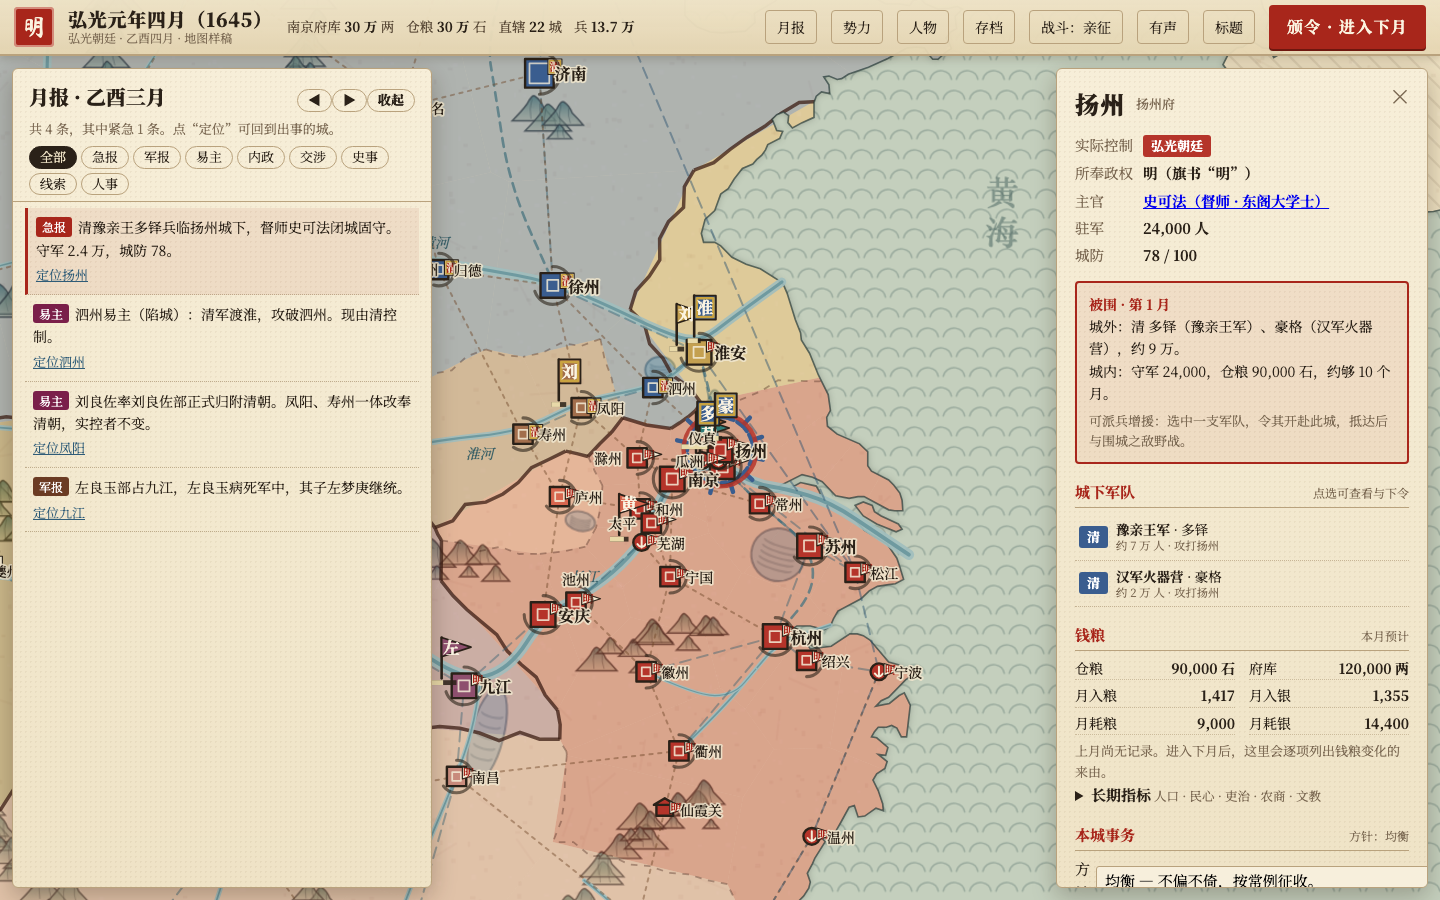 明
弘光元年四月（1645）
弘光朝廷 · 乙酉四月 · 地图样稿
南京府库 30 万 两 仓粮 30 万 石 直辖 22 城 兵 13.7 万
月报
势力
人物
存档
战斗：亲征
有声
标题
颁令 · 进入下月
月报 · 乙酉三月
◀
▶
收起
共 4 条，其中紧急 1 条。点“定位”可回到出事的城。
全部
急报
军报
易主
内政
交涉
史事
线索
人事
急报 清豫亲王多铎兵临扬州城下，督师史可法闭城固守。
守军 2.4 万，城防 78。
定位扬州
易主 泗州易主（陷城）：清军渡淮，攻破泗州。现由清控
制。
定位泗州
易主 刘良佐率刘良佐部正式归附清朝。凤阳、寿州一体改奉
清朝，实控者不变。
定位凤阳
军报 左良玉部占九江，左良玉病死军中，其子左梦庚继统。
定位九江
济南
名
黄
海
归德
徐州
刘
淮
淮安
泗州
刘
凤阳
寿州
淮河
多
豪
仪真
扬州
瓜洲
南京
滁州
庐州
黄
和州
太平
芜湖
常州
苏州
松江
宁国
池州
安庆
左
九江
杭州
绍兴
宁波
徽州
衢州
南昌
仙霞关
温州
扬州 扬州府
实际控制 弘光朝廷
所奉政权 明（旗书“明”）
主官 史可法（督师 · 东阁大学士）
驻军 24,000 人
城防 78 / 100
被围 · 第 1 月
城外：清 多铎（豫亲王军）、豪格（汉军火器
营），约 9 万。
城内：守军 24,000，仓粮 90,000 石，约够 10 个
月。
可派兵增援：选中一支军队，令其开赴此城，抵达后
与围城之敌野战。
城下军队 点选可查看与下令
清 豫亲王军 · 多铎
约 7 万 人 · 攻打扬州
清 汉军火器营 · 豪格
约 2 万 人 · 攻打扬州
钱粮 本月预计
仓粮 90,000 石 府库 120,000 两
月入粮 1,417 月入银 1,355
月耗粮 9,000 月耗银 14,400
上月尚无记录。进入下月后，这里会逐项列出钱粮变化的
来由。
▶ 长期指标 人口 · 民心 · 吏治 · 农商 · 文教
本城事务 方针：均衡
方
均衡 — 不偏不倚，按常例征收。